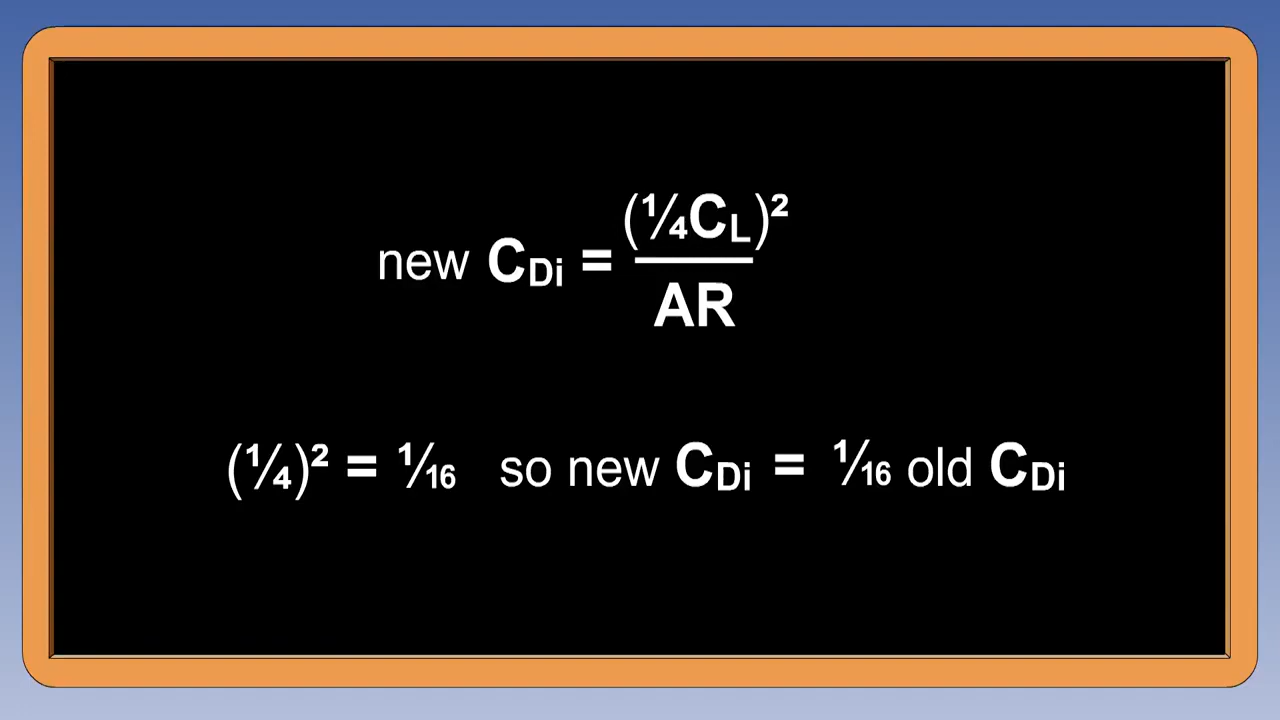 new CDi = (¼CL)²
AR
(¼)² = ¹⁄₁₆ so new CDi = ¹⁄₁₆ old CDi